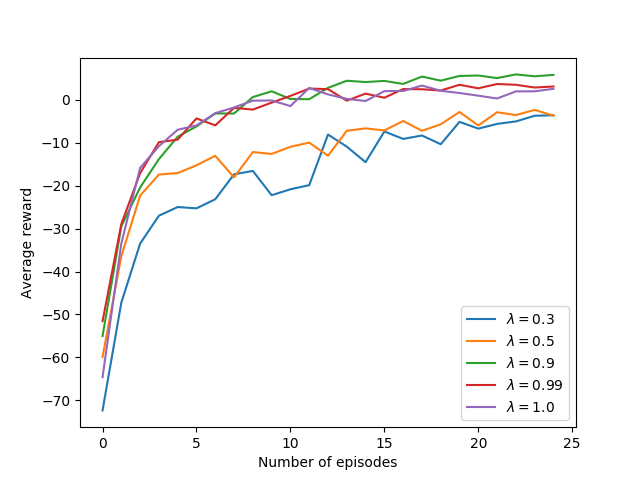 0
−10
−20
−30
−40
−50
−60
−70
Average reward
0
5
10
15
20
25
Number of episodes
λ = 0.3
λ = 0.5
λ = 0.9
λ = 0.99
λ = 1.0